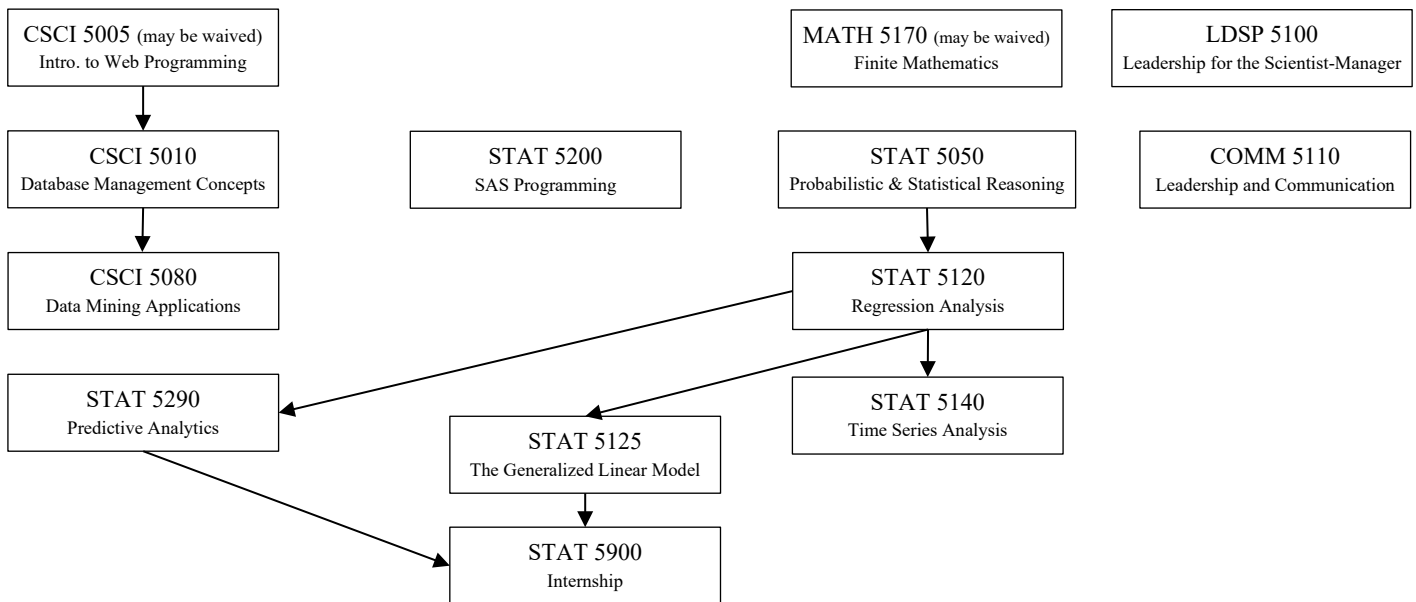 CSCI 5005 (may be waived)
Intro. to Web Programming
MATH 5170 (may be waived)
Finite Mathematics
LDSP 5100
Leadership for the Scientist-Manager
CSCI 5010
Database Management Concepts
STAT 5200
SAS Programming
STAT 5050
Probabilistic & Statistical Reasoning
COMM 5110
Leadership and Communication
CSCI 5080
Data Mining Applications
STAT 5120
Regression Analysis
STAT 5290
Predictive Analytics
STAT 5125
The Generalized Linear Model
STAT 5140
Time Series Analysis
STAT 5900
Internship